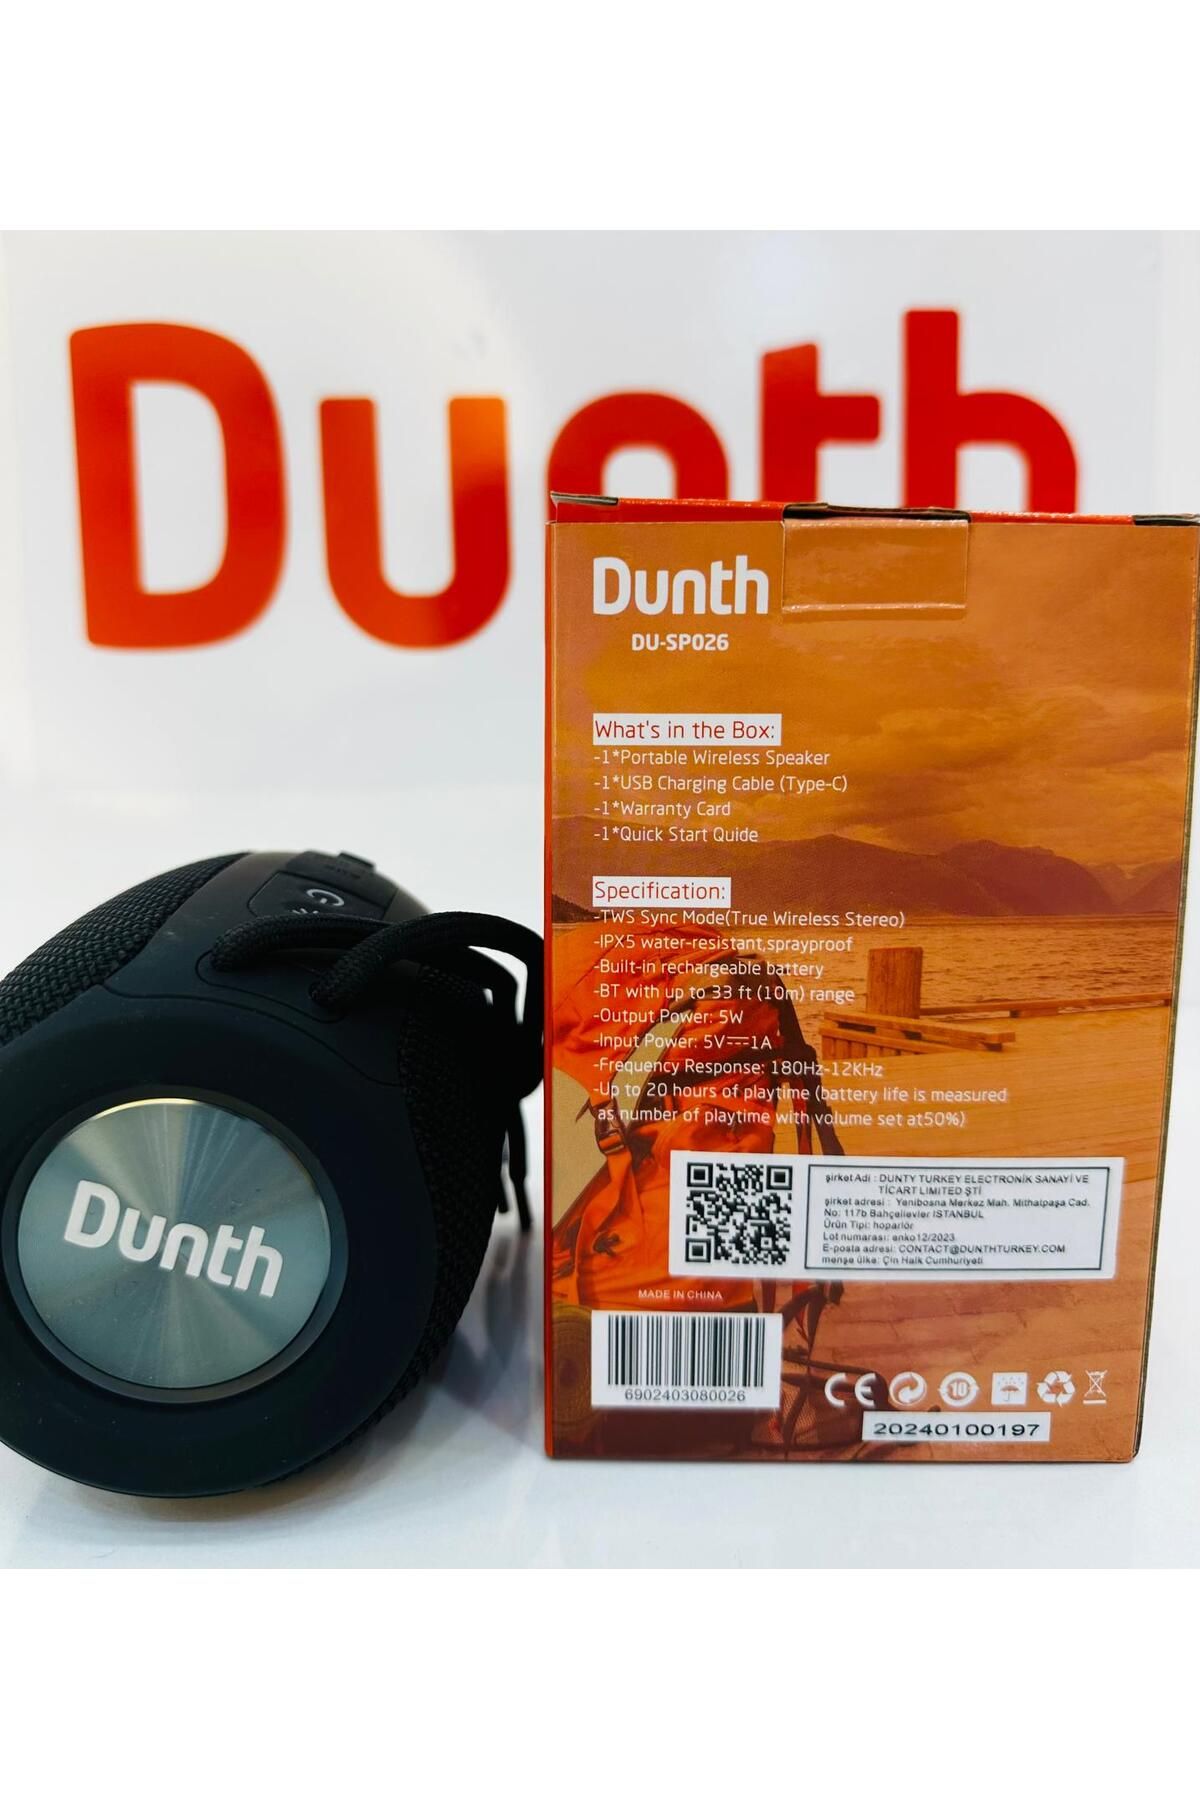 Dunth
Dunth
DU-SP026
What's in the Box:
-1*Portable Wireless Speaker
-1*USB Charging Cable (Type-C)
-1*Warranty Card
-1*Quick Start Guide
Specification:
-TWS Sync Mode(True Wireless Stereo)
-IPX5 water-resistant,sprayproof
-Built-in rechargeable battery
-BT with up to 33 ft (10m) range
-Output Power: 5W
-Input Power: 5V⎓1A
-Frequency Response: 180Hz-12KHz
-Up to 20 hours of playtime (battery life is measured
as number of playtime with volume set at50%)
Dunth
şirket Adi : DUNTY TURKEY ELECTRONİK SANAYİ VE
TİCART LIMITED ŞTİ
şirket adresi : Yenibosna Merkez Mah. Mithalpaşa Cad.
No: 117b Bahçelievler ISTANBUL
Ürün Tipi: hoparlör
Lot numarası: enko12/2023
E-posta adresi: CONTACT@DUNTHTURKEY.COM
menşe ülke: Çin Halk Cumhuriyeti
MADE IN CHINA
6902403080026
CE
10
20240100197